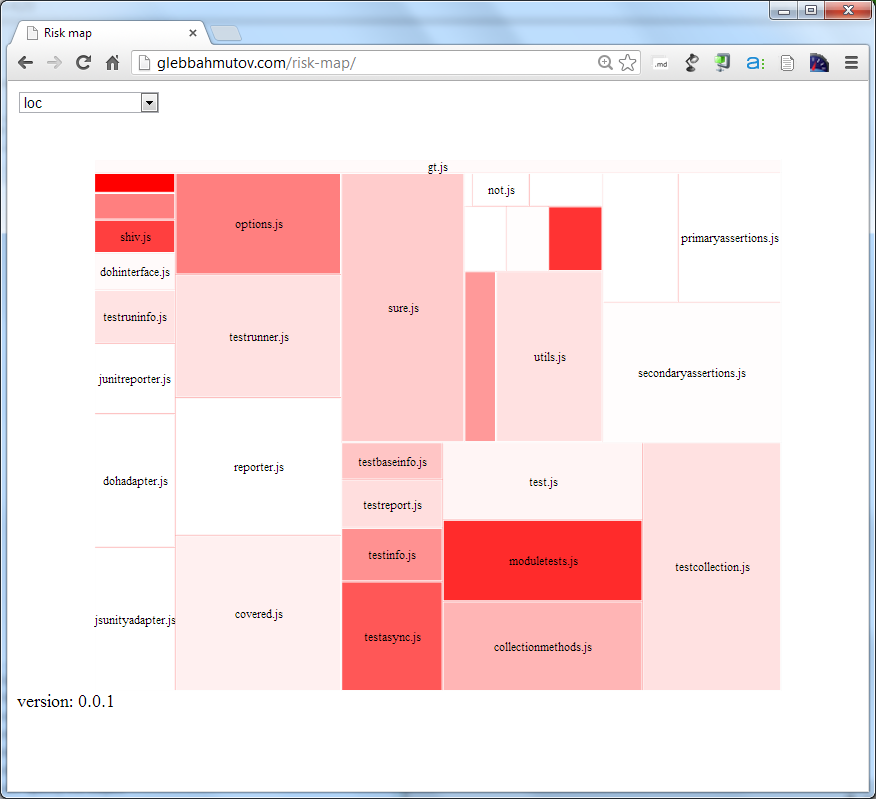 Risk map
glebbahmutov.com/risk-map/
.md
a:
loc
gt.js
shiv.js
dohinterface.js
testruninfo.js
junitreporter.js
dohadapter.js
jsunityadapter.js
options.js
testrunner.js
reporter.js
covered.js
sure.js
not.js
utils.js
primaryassertions.js
secondaryassertions.js
testbaseinfo.js
testreport.js
testinfo.js
testasync.js
test.js
moduletests.js
collectionmethods.js
testcollection.js
version: 0.0.1